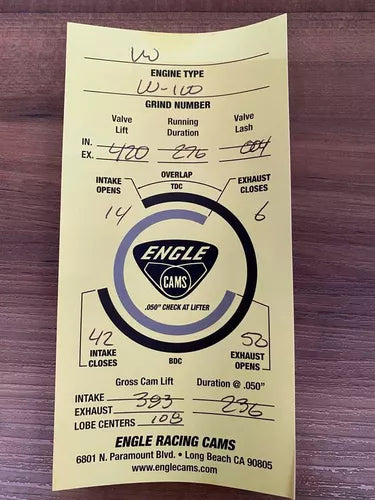 VW
ENGINE TYPE
W-100
GRIND NUMBER
Valve Lift
Running Duration
Valve Lash
IN.
EX. 420 276 004
INTAKE OPENS
OVERLAP
TDC
EXHAUST CLOSES
14
6
ENGLE
CAMS
.050" CHECK AT LIFTER
42
50
INTAKE CLOSES
BDC
EXHAUST OPENS
Gross Cam Lift
Duration @ .050"
INTAKE
EXHAUST
383
236
LOBE CENTERS 108
ENGLE RACING CAMS
6801 N. Paramount Blvd. • Long Beach CA 90805
www.englecams.com